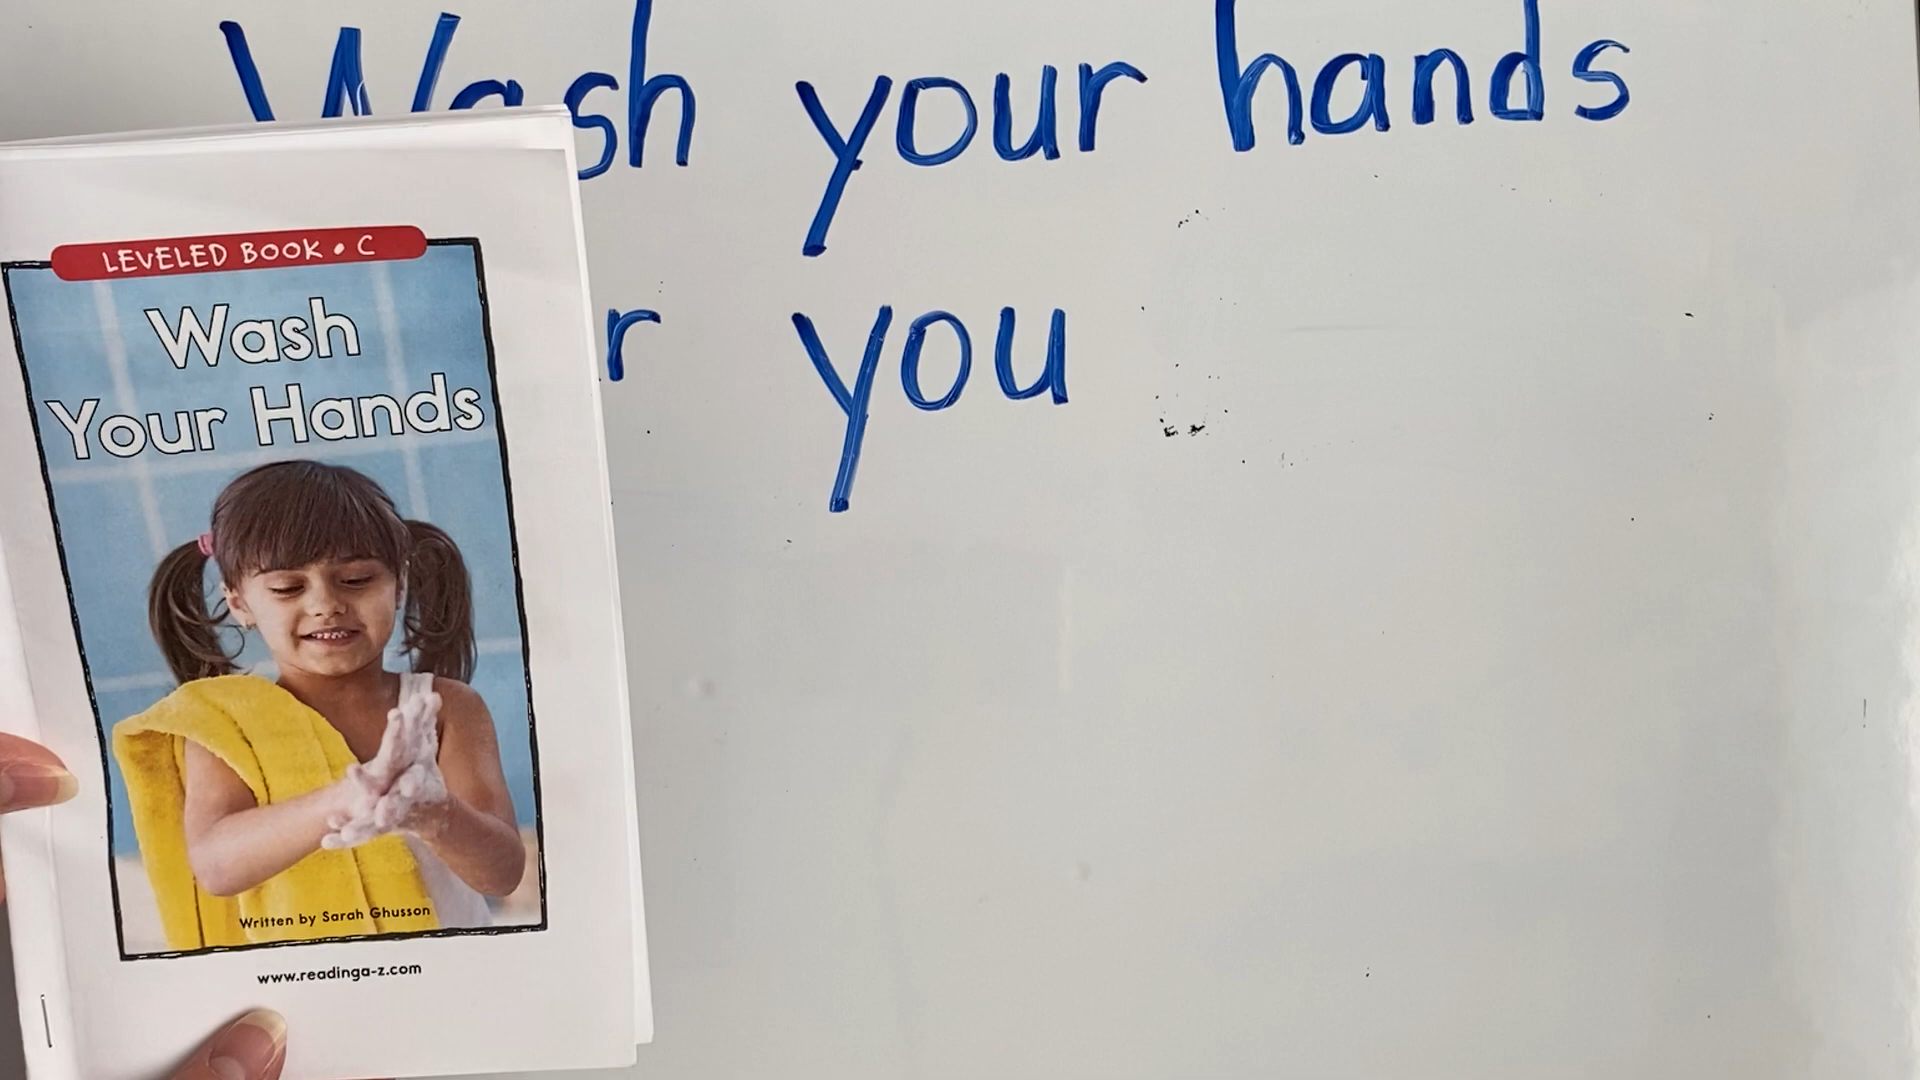 Wash your hands
you
LEVELED BOOK • C
Wash
Your Hands
Written by Sarah Ghusson
www.readinga-z.com